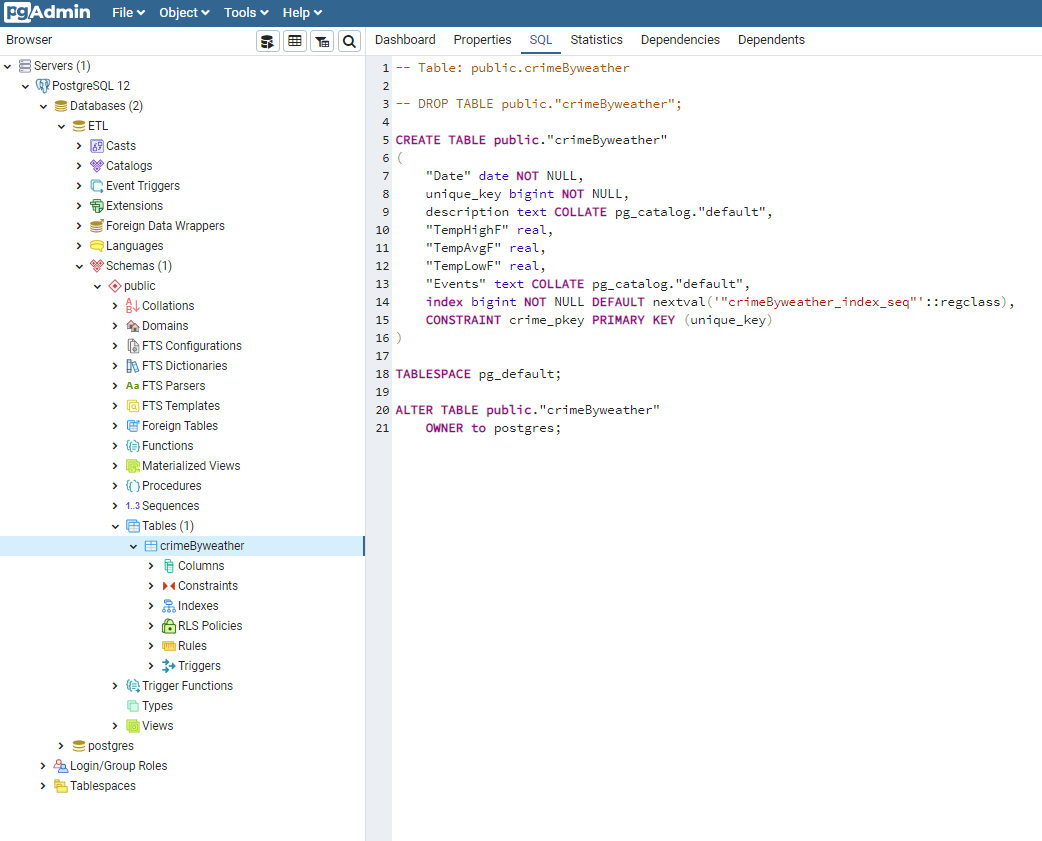 pgAdmin File Object Tools Help
Browser
Dashboard Properties SQL Statistics Dependencies Dependents
Servers (1)
PostgreSQL 12
Databases (2)
ETL
Casts
Catalogs
Event Triggers
Extensions
Foreign Data Wrappers
Languages
Schemas (1)
public
Collations
Domains
FTS Configurations
FTS Dictionaries
Aa FTS Parsers
FTS Templates
Foreign Tables
Functions
Materialized Views
Procedures
1..3 Sequences
Tables (1)
crimeByweather
Columns
Constraints
Indexes
RLS Policies
Rules
Triggers
Trigger Functions
Types
Views
postgres
Login/Group Roles
Tablespaces
1 -- Table: public.crimeByweather
2
3 -- DROP TABLE public."crimeByweather";
4
5 CREATE TABLE public."crimeByweather"
6 (
7 "Date" date NOT NULL,
8 unique_key bigint NOT NULL,
9 description text COLLATE pg_catalog."default",
10 "TempHighF" real,
11 "TempAvgF" real,
12 "TempLowF" real,
13 "Events" text COLLATE pg_catalog."default",
14 index bigint NOT NULL DEFAULT nextval('"crimeByweather_index_seq"'::regclass),
15 CONSTRAINT crime_pkey PRIMARY KEY (unique_key)
16 )
17
18 TABLESPACE pg_default;
19
20 ALTER TABLE public."crimeByweather"
21 OWNER to postgres;